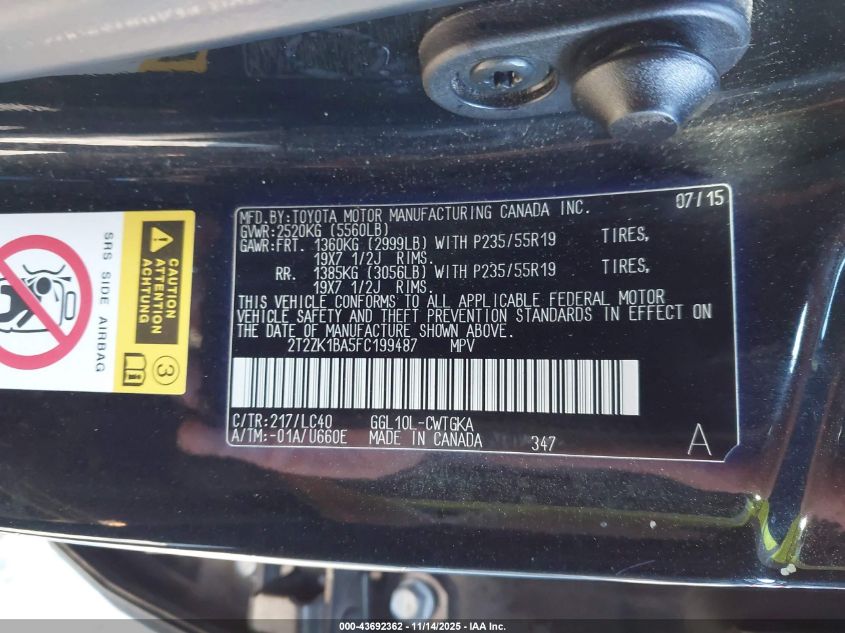 MFD.BY:TOYOTA MOTOR MANUFACTURING CANADA INC. 07/15
GVWR:2520KG (5560LB)
GAWR:FRT. 1360KG (2999LB) WITH P235/55R19 TIRES,
19X7 1/2J RIMS.
RR. 1385KG (3056LB) WITH P235/55R19 TIRES,
19X7 1/2J RIMS.
THIS VEHICLE CONFORMS TO ALL APPLICABLE FEDERAL MOTOR
VEHICLE SAFETY AND THEFT PREVENTION STANDARDS IN EFFECT ON
THE DATE OF MANUFACTURE SHOWN ABOVE.
2T2ZK1BA5FC199487 MPV
C/TR:217/LC40 GGL10L-CWTGKA
A/TM:-01A/U660E MADE IN CANADA 347 A
SRS SIDE AIRBAG
CAUTION
ATTENTION
ACHTUNG
3
000-43692362 - 11/14/2025 - IAA Inc.